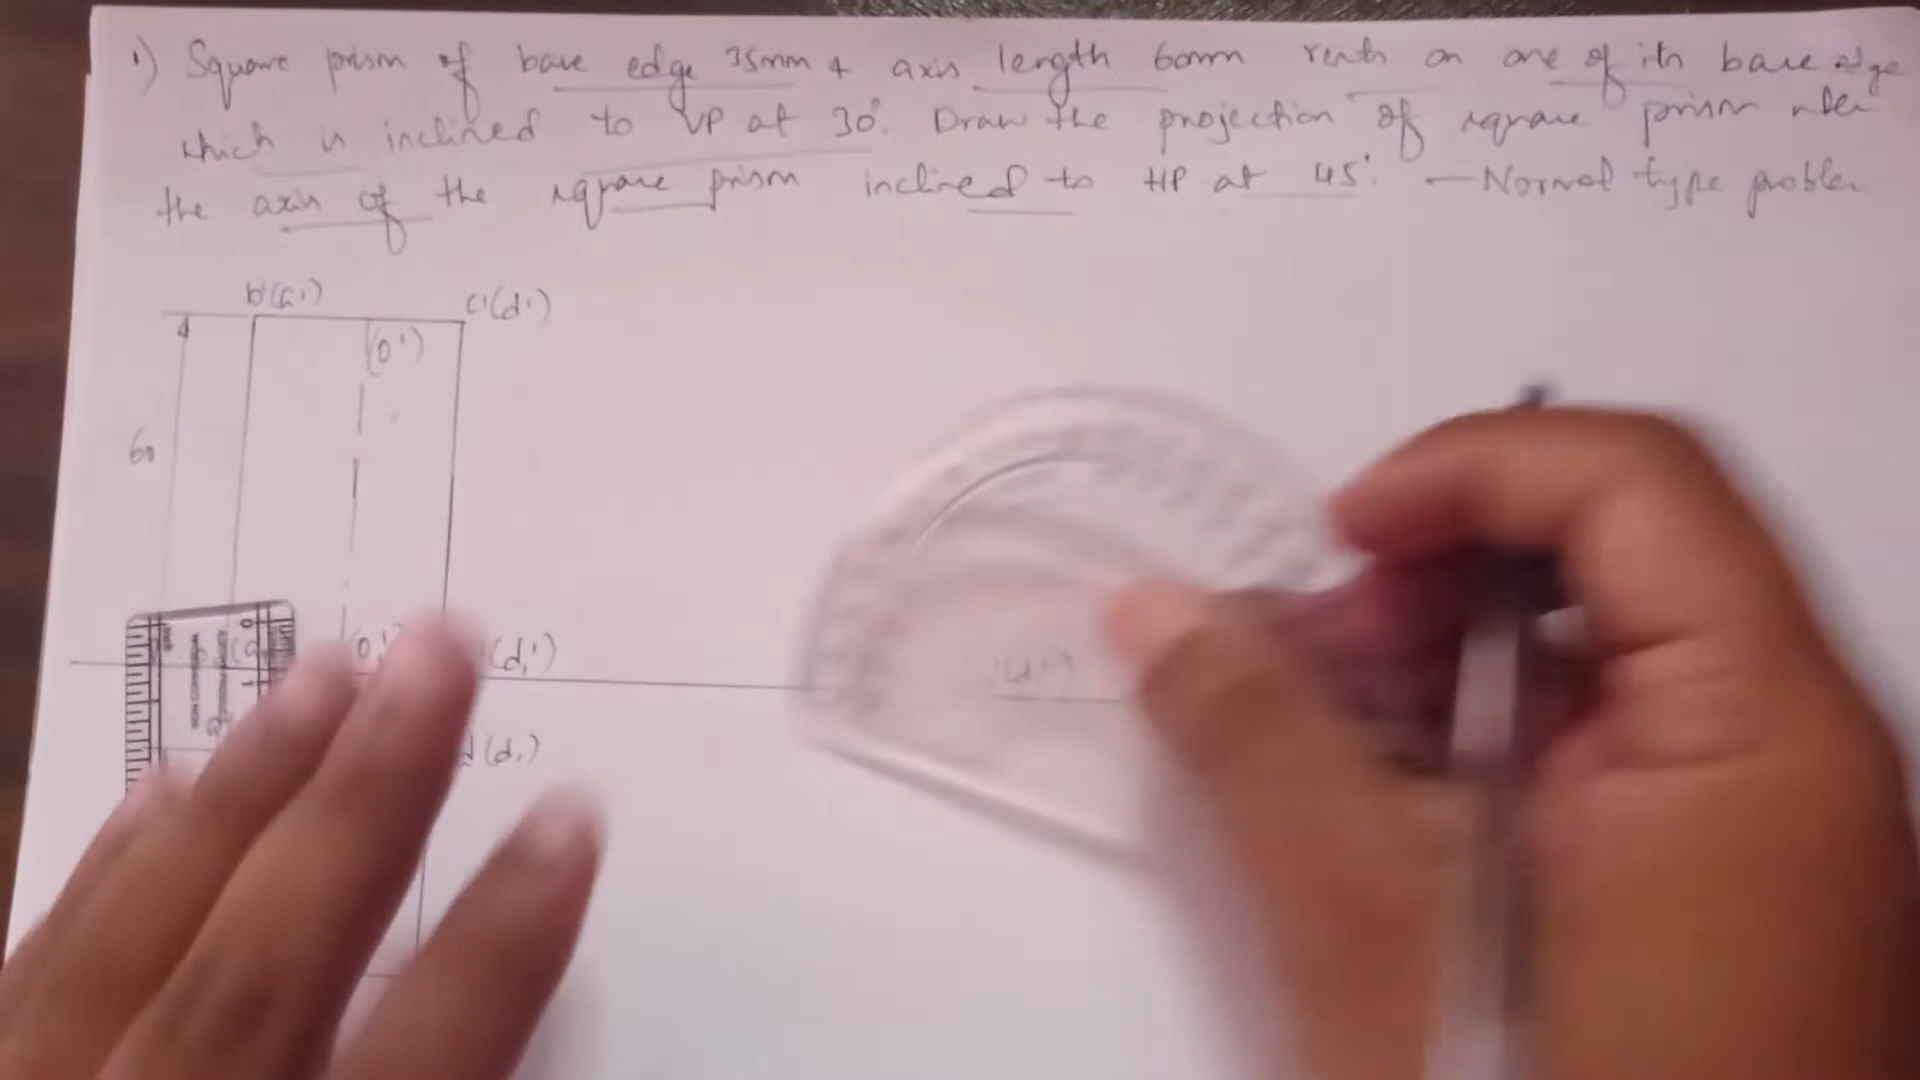 1) Square prism of base edge 35mm & axis length 60mm rests on one of its base edge
which is inclined to VP at 30°. Draw the projection of square prism when
the axis of the square prism inclined to HP at 45°. — Normal type problem
b'(a')
c'(d')
(o')
60
(d₁')
d(d₁)